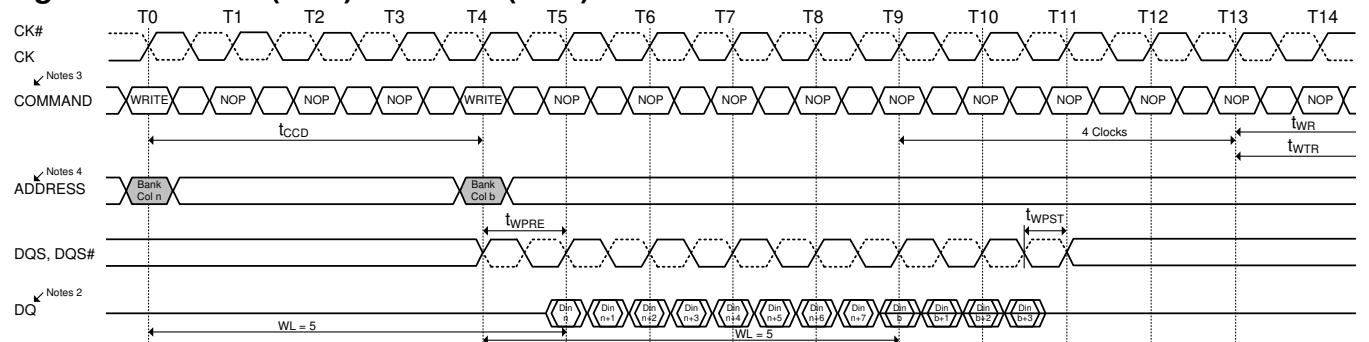 T0 T1 T2 T3 T4 T5 T6 T7 T8 T9 T10 T11 T12 T13 T14
CK#
CK
Notes 3
COMMAND WRITE NOP NOP NOP WRITE NOP NOP NOP NOP NOP NOP NOP NOP NOP NOP
tCCD 4 Clocks tWR
tWTR
Notes 4
ADDRESS
Bank Col n
Bank Col b
tWPRE tWPST
DQS, DQS#
Notes 2
DQ
Din n
Din n+1
Din n+2
Din n+3
Din n+4
Din n+5
Din n+6
Din n+7
Din b
Din b+1
Din b+2
Din b+3
WL = 5
WL = 5